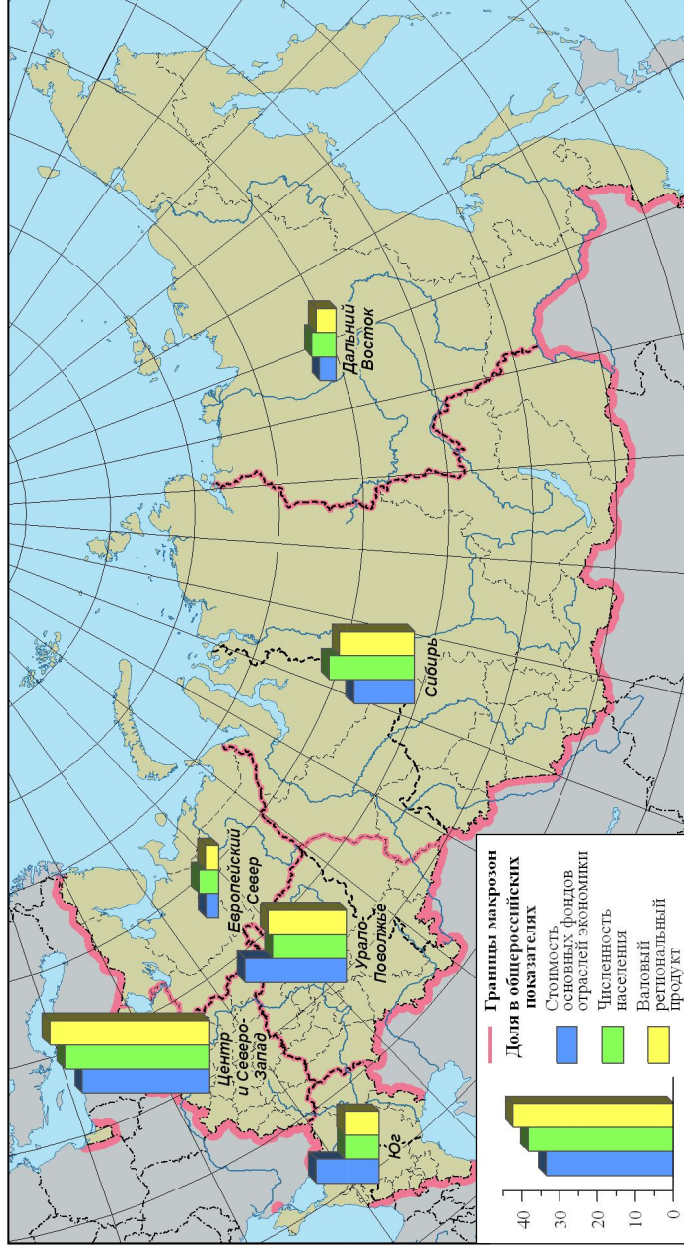 Европейский
Север
Центр
и Северо-
Запад
Урало-
Поволжье
Юг
Сибирь
Дальний
Восток
Границы макрозон
Доля в общероссийских
показателях
Стоимость
основных фондов
отраслей экономики
Численность
населения
Валовый
региональный
продукт
40
30
20
10
0